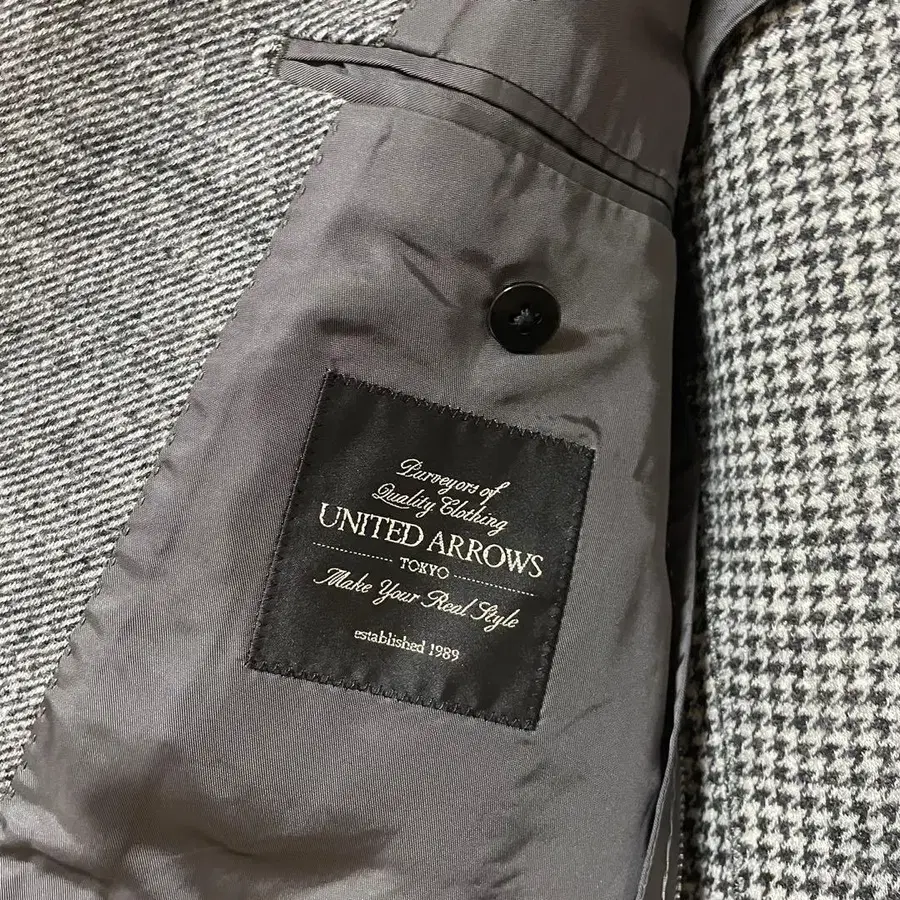 Purveyors of
Quality Clothing
UNITED ARROWS
TOKYO
Make Your Real Style
established 1989